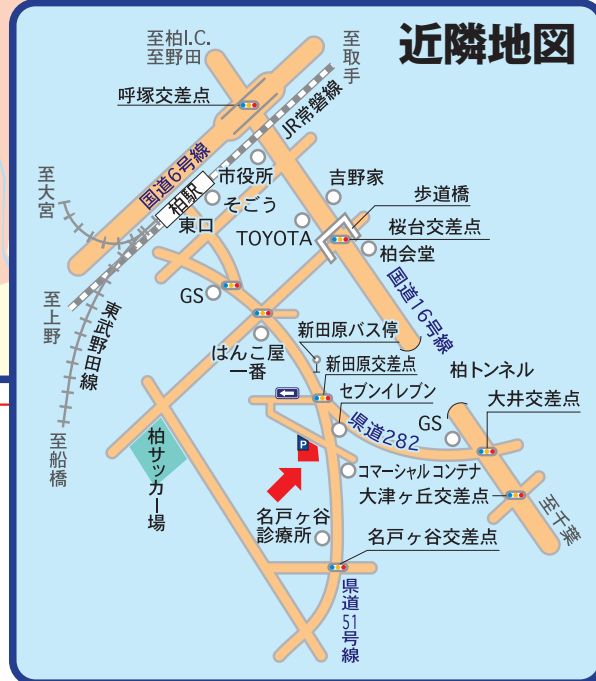 近隣地図
至柏I.C.
至野田
至取手
呼塚交差点
JR常磐線
国道6号線
至大宮
柏駅
市役所
そごう
東口
吉野家
歩道橋
TOYOTA
桜台交差点
柏会堂
国道16号線
至上野
東武野田線
GS
はんこ屋
一番
新田原バス停
新田原交差点
柏トンネル
セブンイレブン
大井交差点
県道282
GS
至船橋
柏サッカー場
P
コマーシャルコンテナ
大津ヶ丘交差点
至千葉
名戸ヶ谷
診療所
名戸ヶ谷交差点
県道51号線